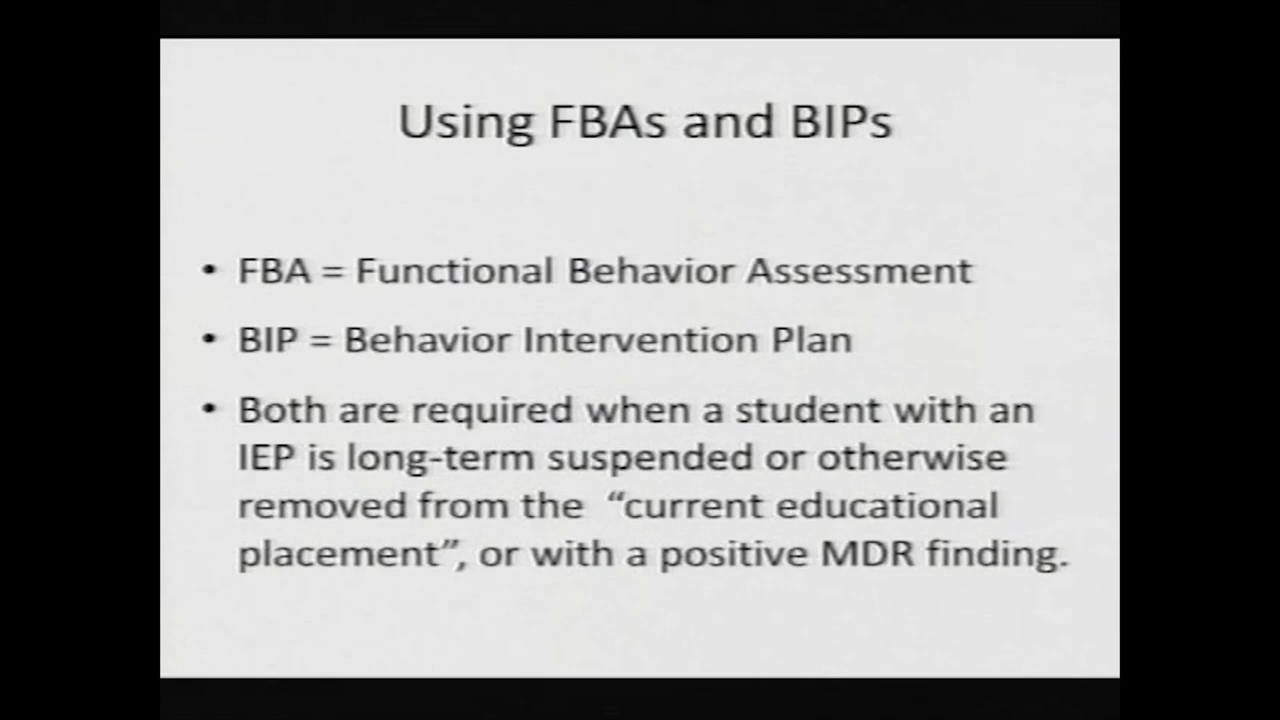 Using FBAs and BIPs
• FBA = Functional Behavior Assessment
• BIP = Behavior Intervention Plan
• Both are required when a student with an
IEP is long-term suspended or otherwise
removed from the “current educational
placement”, or with a positive MDR finding.